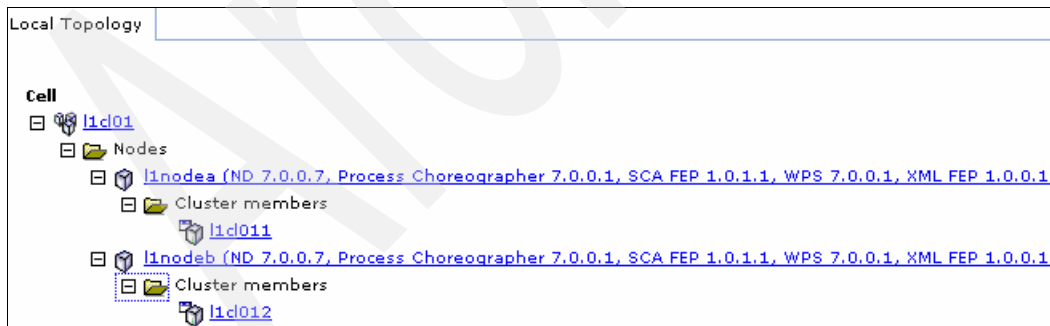 Local Topology
Cell
l1cl01
Nodes
l1nodea (ND 7.0.0.7, Process Choreographer 7.0.0.1, SCA FEP 1.0.1.1, WPS 7.0.0.1, XML FEP 1.0.0.1
Cluster members
l1cl011
l1nodeb (ND 7.0.0.7, Process Choreographer 7.0.0.1, SCA FEP 1.0.1.1, WPS 7.0.0.1, XML FEP 1.0.0.1
Cluster members
l1cl012